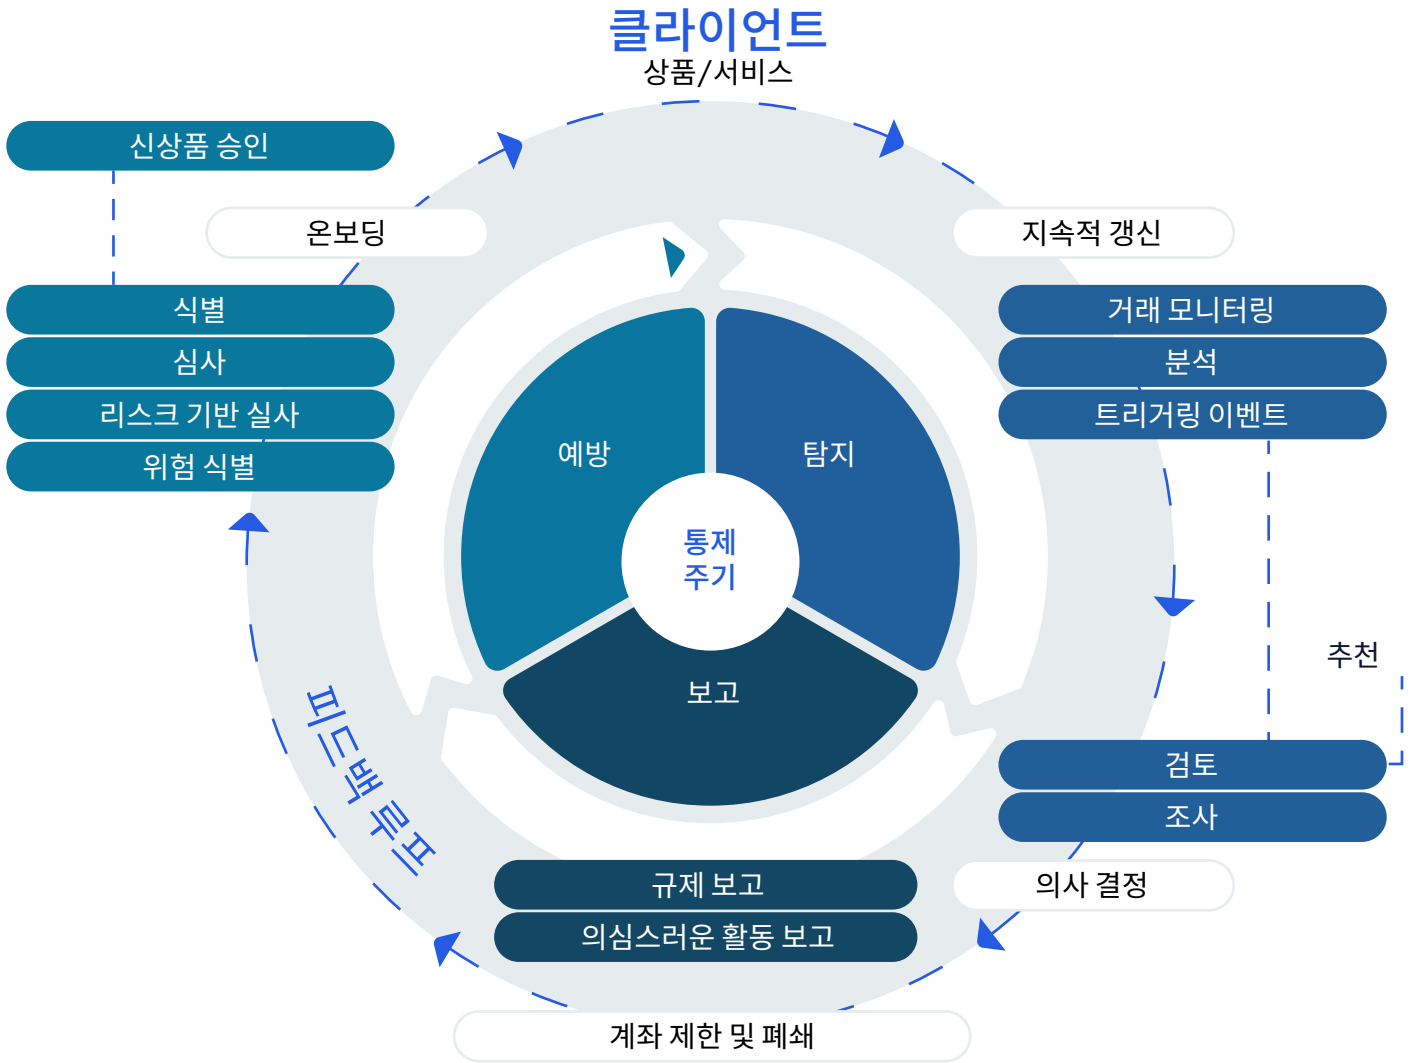 클라이언트
상품/서비스
신상품 승인
온보딩
지속적 갱신
식별
심사
리스크 기반 실사
위험 식별
거래 모니터링
분석
트리거링 이벤트
예방
탐지
통제
주기
보고
추천
피드백 루프
검토
조사
의사 결정
규제 보고
의심스러운 활동 보고
계좌 제한 및 폐쇄